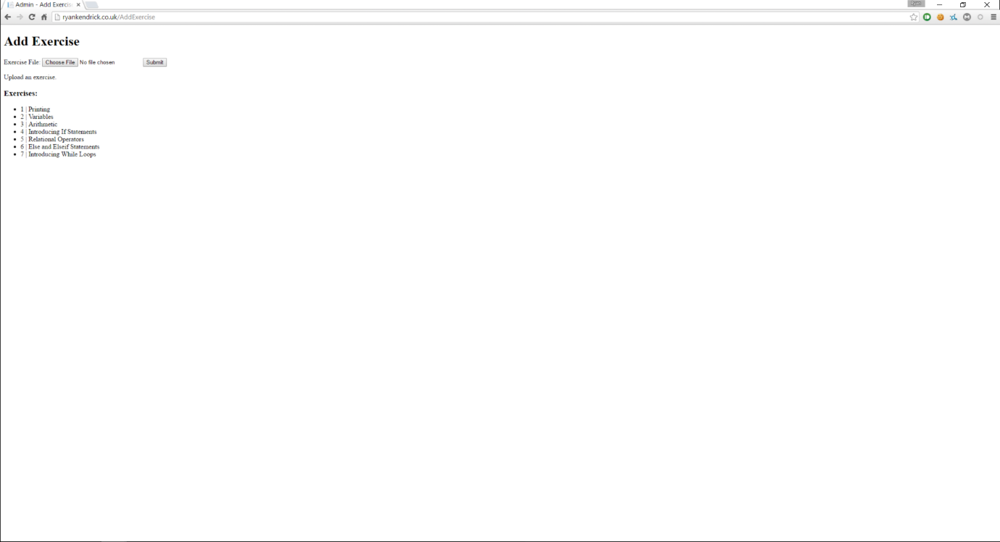 Admin - Add Exercis
Ryan
ryankendrick.co.uk/AddExercise
Add Exercise
Exercise File: Choose File No file chosen Submit
Upload an exercise.
Exercises:
1 | Printing
2 | Variables
3 | Arithmetic
4 | Introducing If Statements
5 | Relational Operators
6 | Else and Elseif Statements
7 | Introducing While Loops